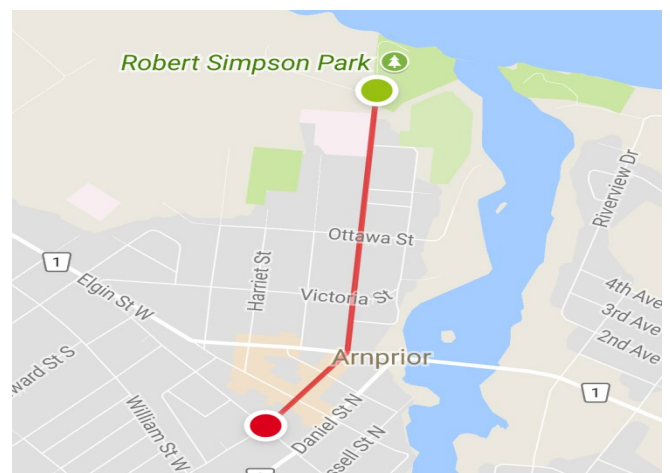 Robert Simpson Park
Riverview Dr
Ottawa St
1
Harriet St
Elgin St W
Victoria St
4th Ave
3rd Ave
2nd Ave
Arnprior
ward St S
1
William St W
Daniel St N
ssell St N